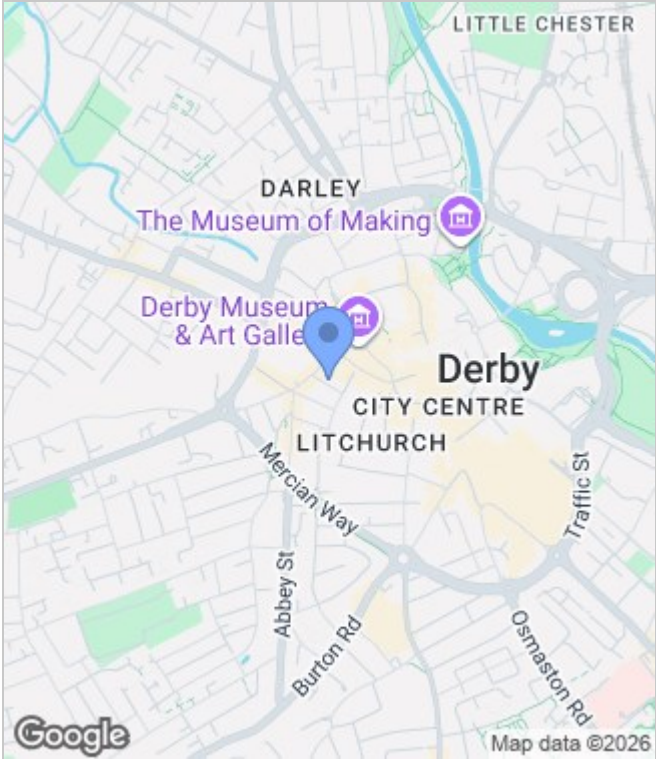 LITTLE CHESTER
DARLEY
The Museum of Making
Derby Museum
& Art Galle
Derby
CITY CENTRE
LITCHURCH
Mercian Way
Traffic St
Abbey St
Burton Rd
Osmaston Rd
Google
Map data ©2026